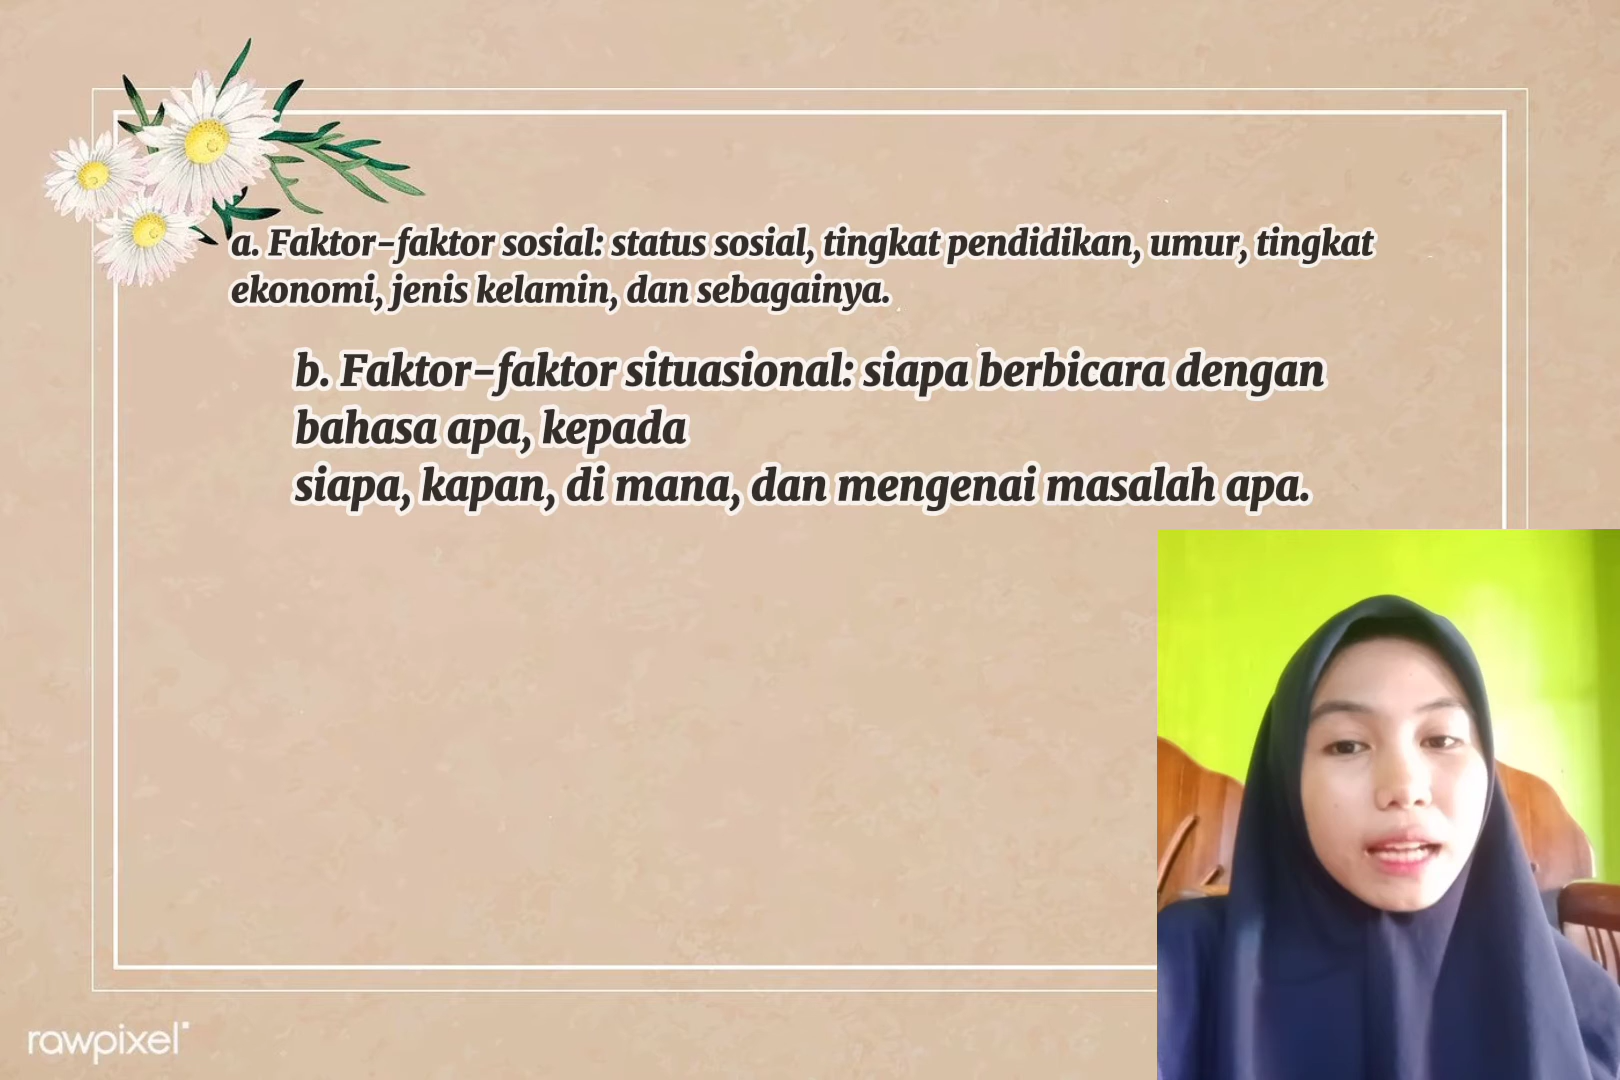 a. Faktor-faktor sosial: status sosial, tingkat pendidikan, umur, tingkat
ekonomi, jenis kelamin, dan sebagainya.
b. Faktor-faktor situasional: siapa berbicara dengan
bahasa apa, kepada
siapa, kapan, di mana, dan mengenai masalah apa.
rawpixel